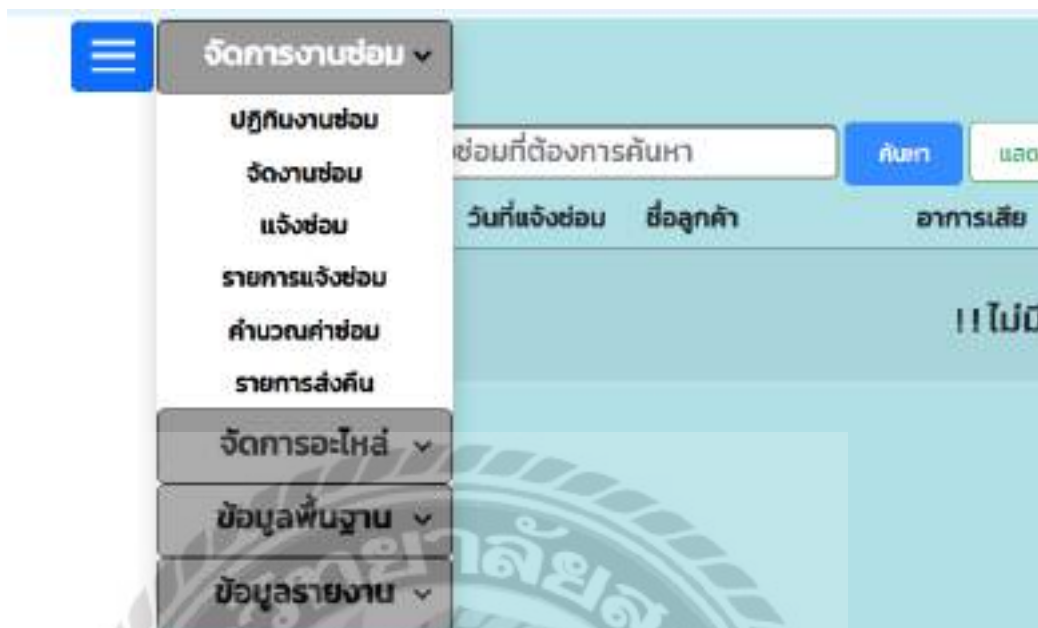 จัดการงานซ่อม
ปฏิทินงานซ่อม
จัดงานซ่อม
แจ้งซ่อม
รายการแจ้งซ่อม
คำนวณค่าซ่อม
รายการส่งคืน
จัดการอะไหล่
ข้อมูลพื้นฐาน
ข้อมูลรายงาน
ซ่อมที่ต้องการค้นหา ค้นหา แสด
วันที่แจ้งซ่อม ชื่อลูกค้า อาการเสีย
!! ไม่มี